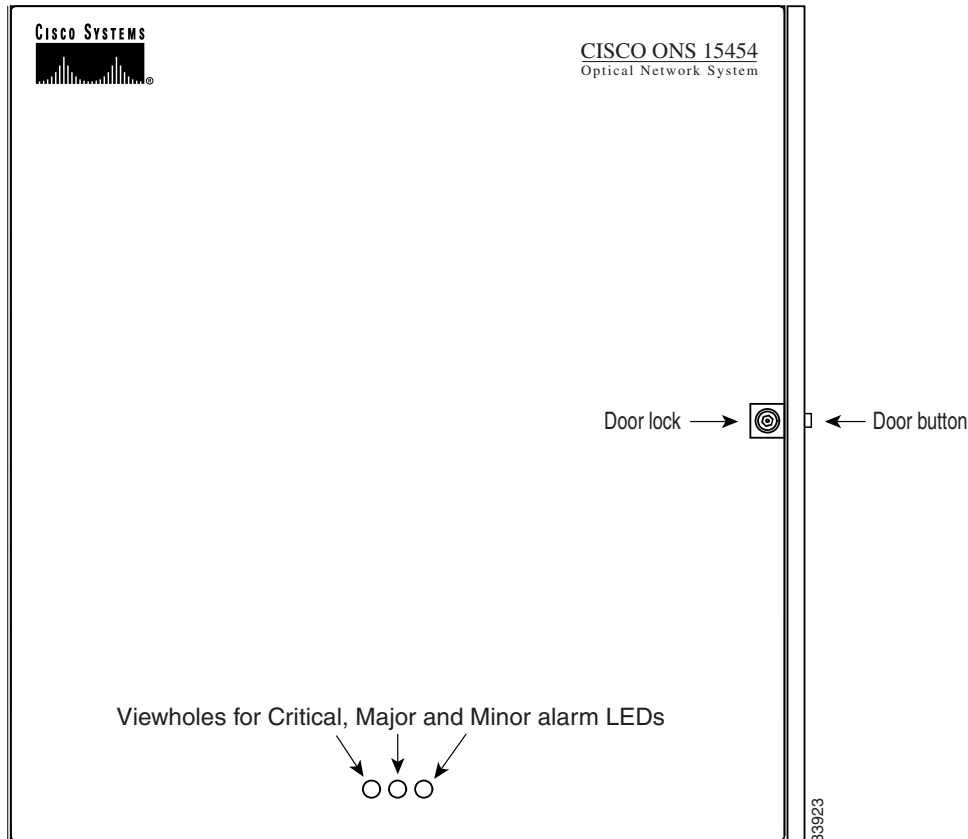 CISCO SYSTEMS
®
CISCO ONS 15454
Optical Network System
Door lock
Door button
Viewholes for Critical, Major and Minor alarm LEDs